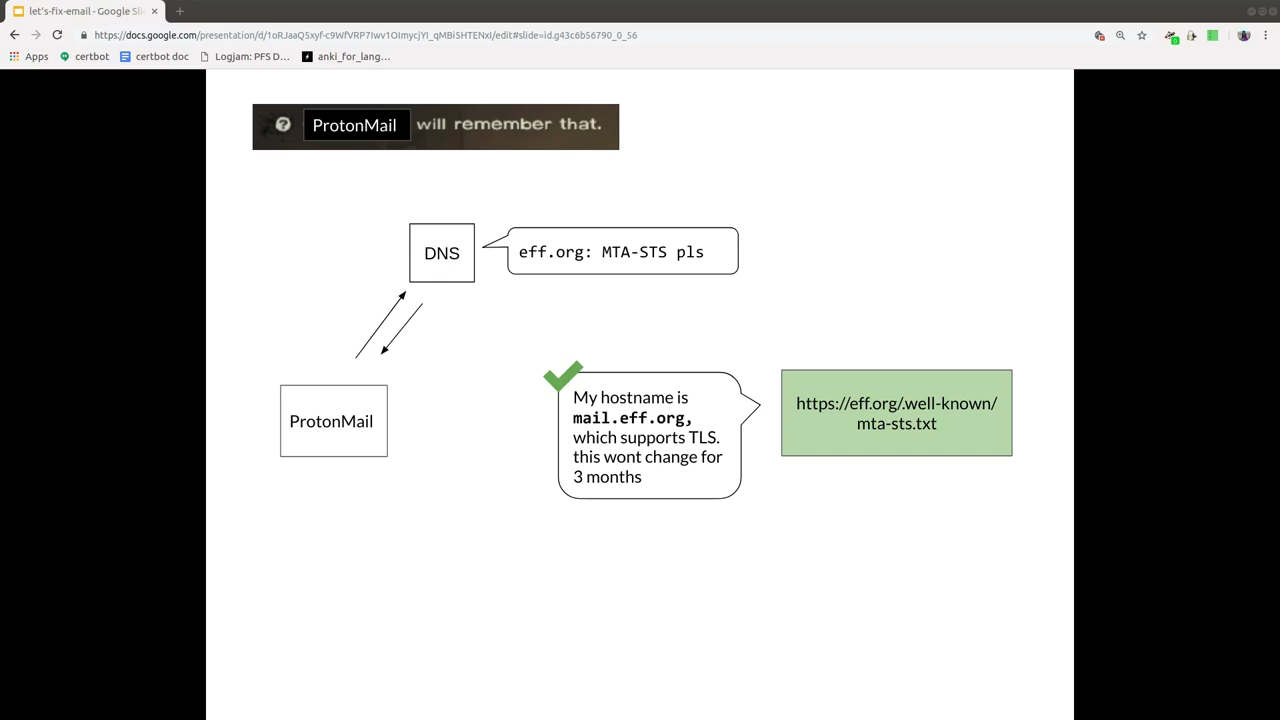 let's-fix-email - Google Sli
https://docs.google.com/presentation/d/1oRJaaQSxyf-c9WfVRP7Iwv1OImycjYI_qMBi5HTENxI/edit#slide=id.g43c6b56790_0_56
Apps certbot certbot doc Logjam: PFS D... anki_for_lang...
ProtonMail will remember that.
DNS
eff.org: MTA-STS pls
ProtonMail
My hostname is
mail.eff.org,
which supports TLS.
this wont change for
3 months
https://eff.org/.well-known/
mta-sts.txt